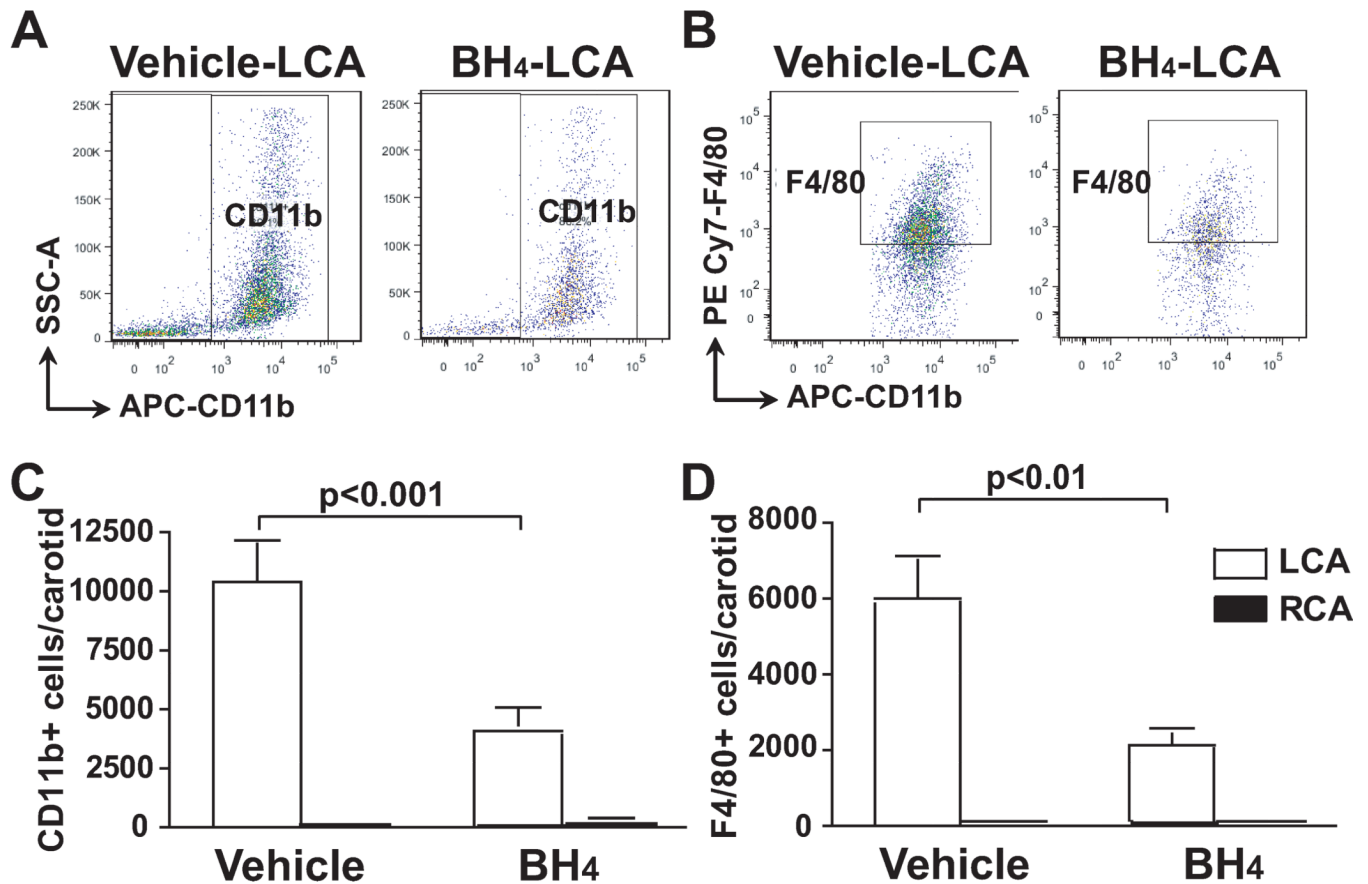 A
Vehicle-LCA
BH4-LCA
250K
200K
150K
100K
50K
0
CD11b
250K
200K
150K
100K
50K
0
CD11b
0 10^2 10^3 10^4 10^5
0 10^2 10^3 10^4 10^5
SSC-A
APC-CD11b
B
Vehicle-LCA
BH4-LCA
10^5
10^4
10^3
10^2
0
F4/80
10^5
10^4
10^3
10^2
0
F4/80
0 10^2 10^3 10^4 10^5
0 10^2 10^3 10^4 10^5
PE Cy7-F4/80
APC-CD11b
C
p<0.001
CD11b+ cells/carotid
12500
10000
7500
5000
2500
0
Vehicle
BH4
D
p<0.01
F4/80+ cells/carotid
8000
6000
4000
2000
0
Vehicle
BH4
LCA
RCA